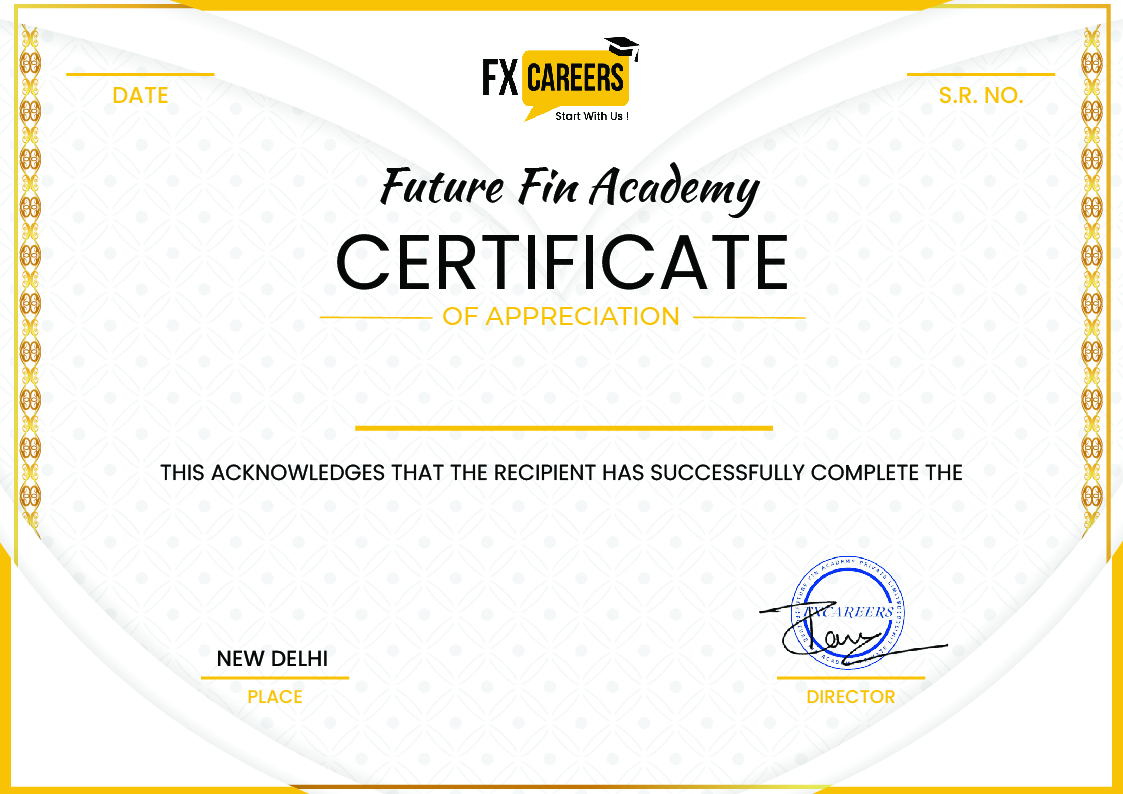 FX CAREERS
Start With Us !
DATE
S.R. NO.
Future Fin Academy
CERTIFICATE
OF APPRECIATION
THIS ACKNOWLEDGES THAT THE RECIPIENT HAS SUCCESSFULLY COMPLETE THE
FXCAREERS
NEW DELHI
PLACE
DIRECTOR